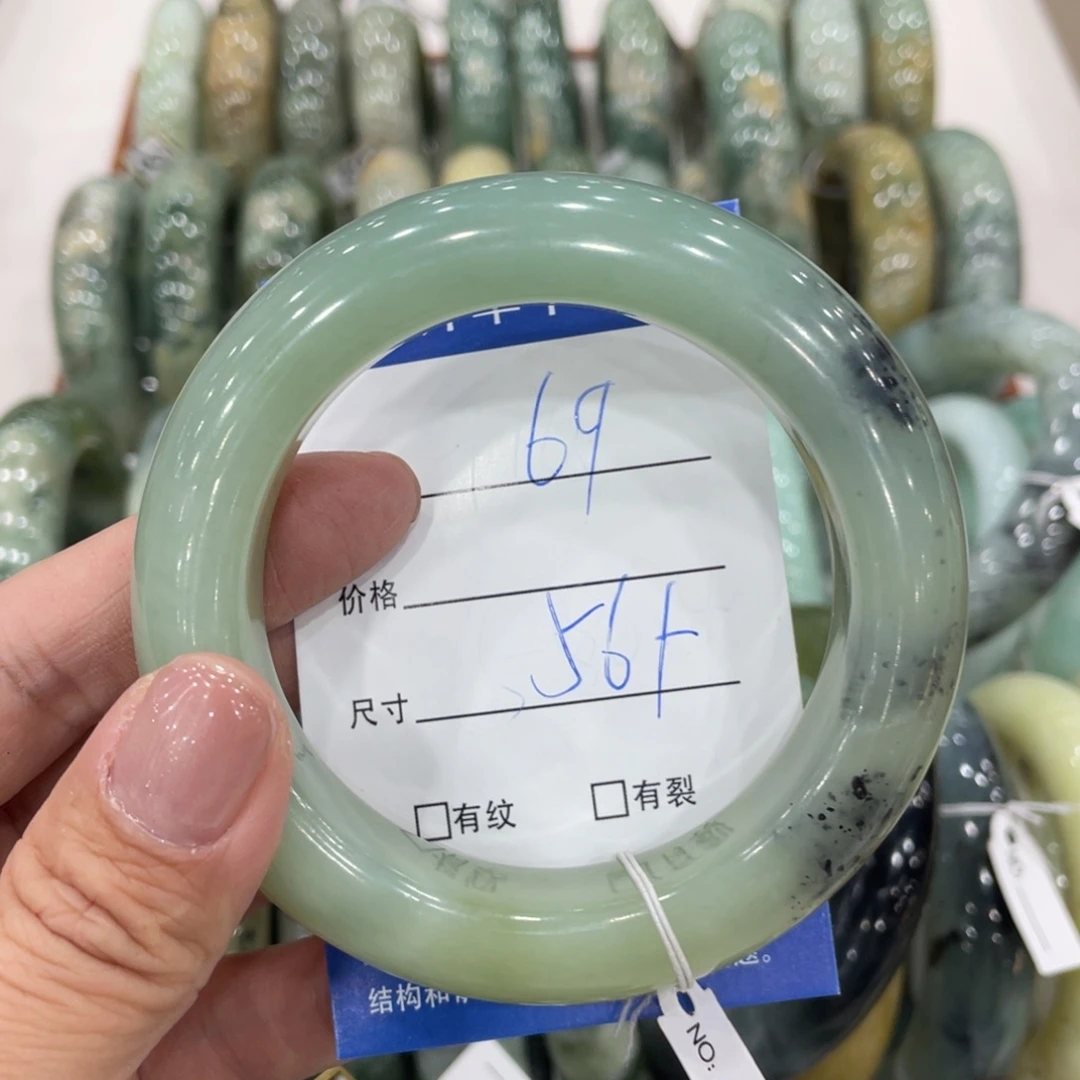 69
价格
尺寸 56+
□有纹 □有裂
结构和
NO: